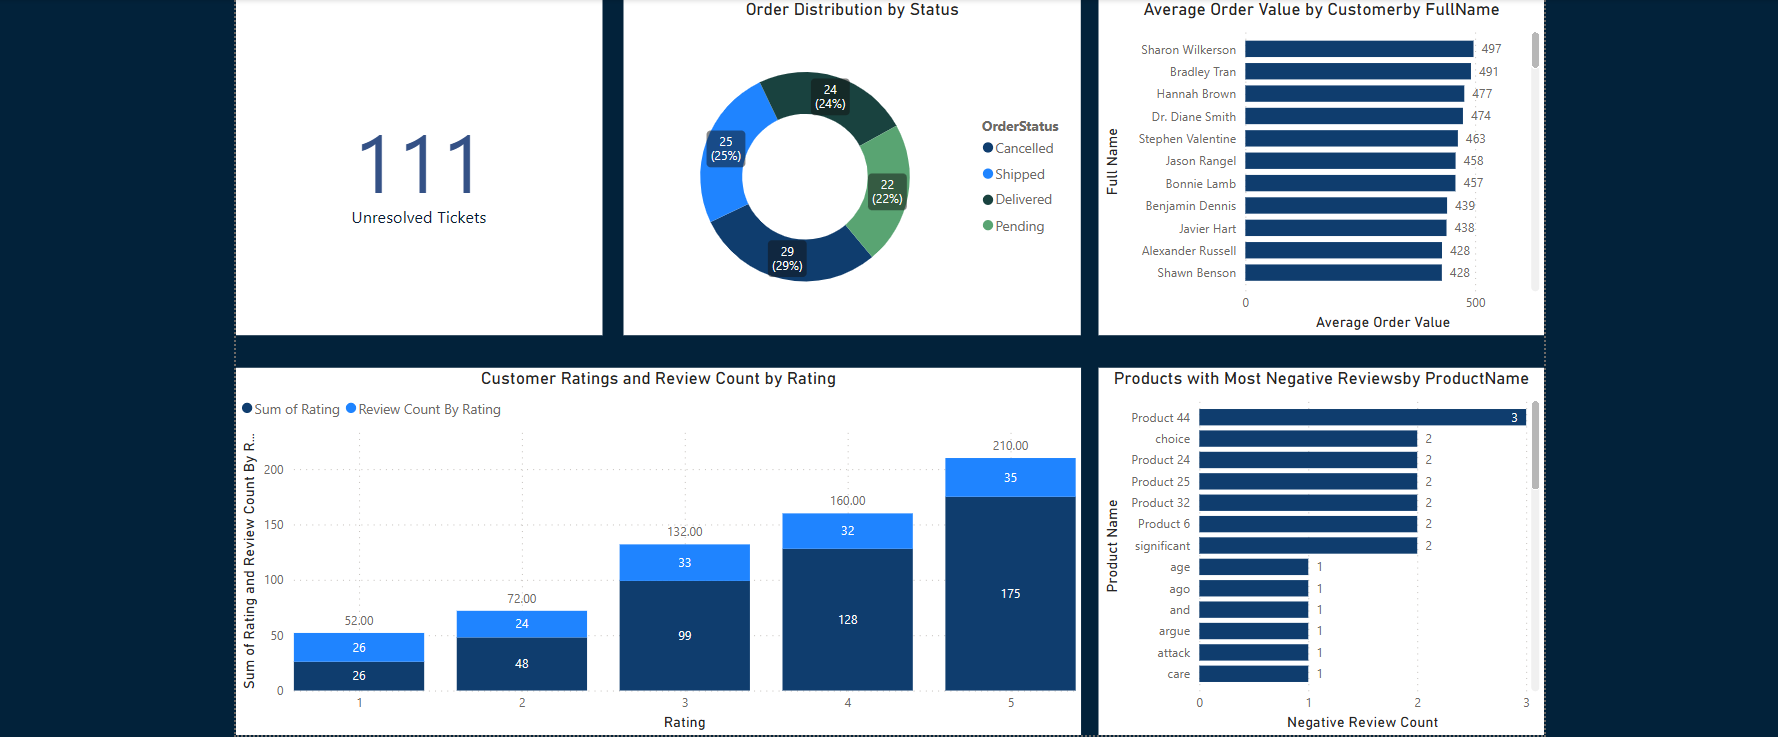 111
Unresolved Tickets
Order Distribution by Status
24
(24%)
25
(25%)
22
(22%)
29
(29%)
OrderStatus
Cancelled
Shipped
Delivered
Pending
Average Order Value by Customerby FullName
Full Name
Sharon Wilkerson 497
Bradley Tran 491
Hannah Brown 477
Dr. Diane Smith 474
Stephen Valentine 463
Jason Rangel 458
Bonnie Lamb 457
Benjamin Dennis 439
Javier Hart 438
Alexander Russell 428
Shawn Benson 428
0 500
Average Order Value
Customer Ratings and Review Count by Rating
Sum of Rating Review Count By Rating
Sum of Rating and Review Count By R...
200
150
100
50
0
52.00
26
26
72.00
24
48
132.00
33
99
160.00
32
128
210.00
35
175
1 2 3 4 5
Rating
Products with Most Negative Reviewsby ProductName
Product Name
Product 44 3
choice 2
Product 24 2
Product 25 2
Product 32 2
Product 6 2
significant 2
age 1
ago 1
and 1
argue 1
attack 1
care 1
0 1 2 3
Negative Review Count